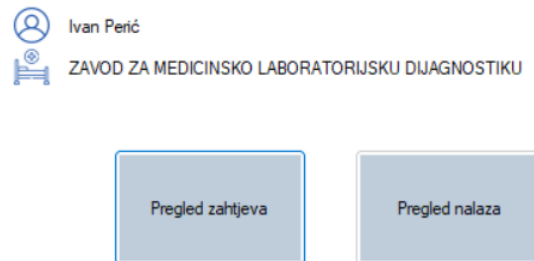 Ivan Perić
ZAVOD ZA MEDICINSKO LABORATORIJSKU DIJAGNOSTIKU
Pregled zahtjeva
Pregled nalaza